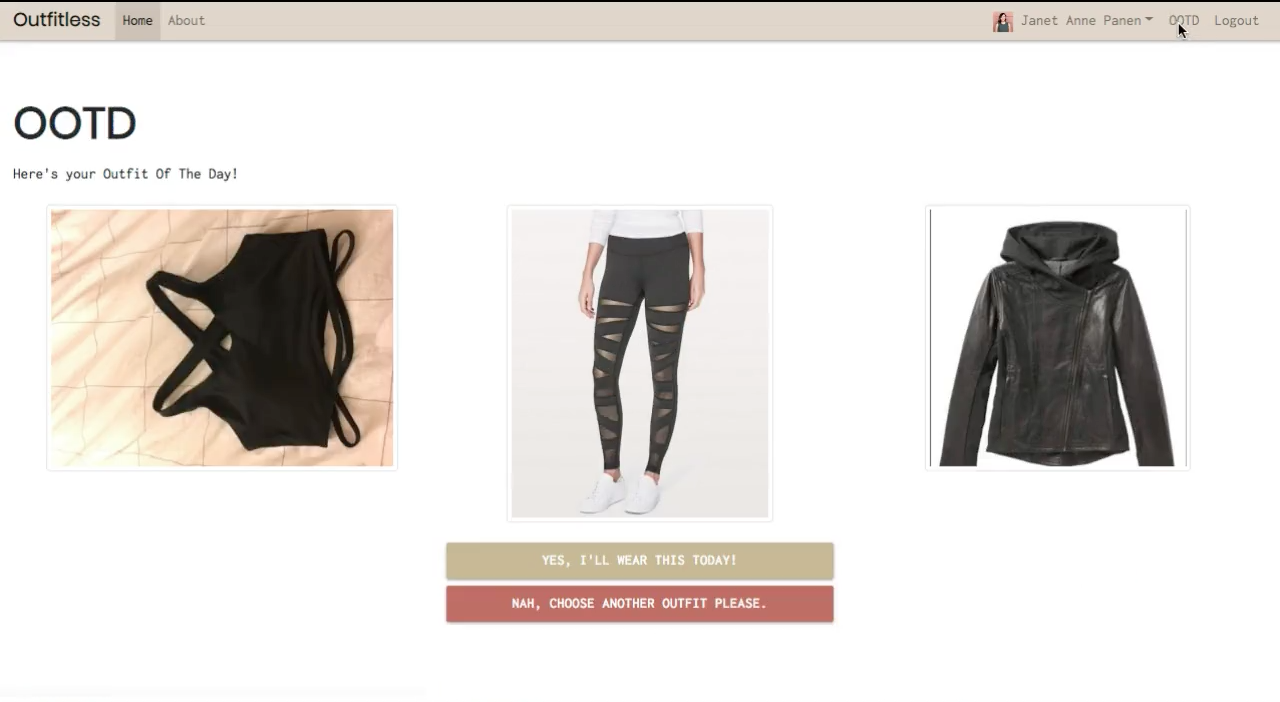 Outfitless Home About Janet Anne Panen OOTD Logout
OOTD
Here's your Outfit Of The Day!
YES, I'LL WEAR THIS TODAY!
NAH, CHOOSE ANOTHER OUTFIT PLEASE.